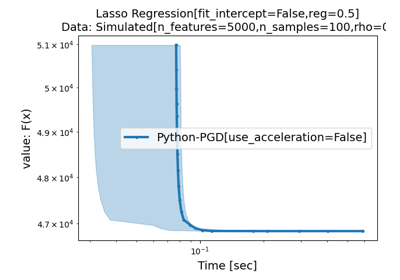 Lasso Regression[fit_intercept=False,reg=0.5]
Data: Simulated[n_features=5000,n_samples=100,rho=0
value: F(x)
5.1 × 10⁴
5 × 10⁴
4.9 × 10⁴
4.8 × 10⁴
4.7 × 10⁴
Python-PGD[use_acceleration=False]
10⁻¹
Time [sec]